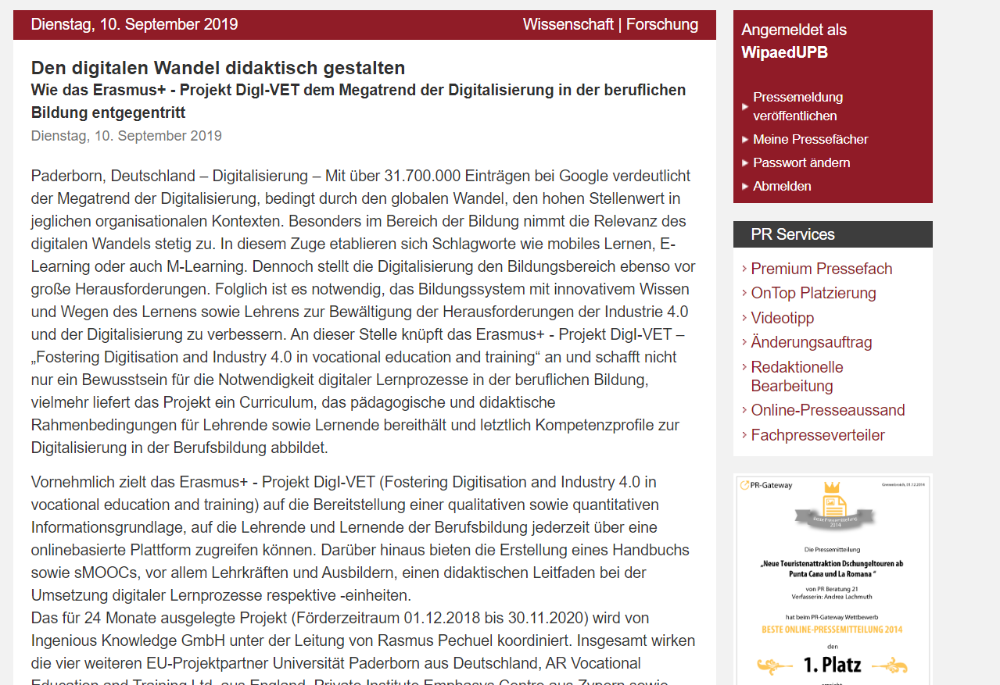 Dienstag, 10. September 2019
Wissenschaft | Forschung
Den digitalen Wandel didaktisch gestalten
Wie das Erasmus+ - Projekt DigI-VET dem Megatrend der Digitalisierung in der beruflichen
Bildung entgegentritt
Dienstag, 10. September 2019
Paderborn, Deutschland – Digitalisierung – Mit über 31.700.000 Einträgen bei Google verdeutlicht
der Megatrend der Digitalisierung, bedingt durch den globalen Wandel, den hohen Stellenwert in
jeglichen organisationalen Kontexten. Besonders im Bereich der Bildung nimmt die Relevanz des
digitalen Wandels stetig zu. In diesem Zuge etablieren sich Schlagworte wie mobiles Lernen, E-
Learning oder auch M-Learning. Dennoch stellt die Digitalisierung den Bildungsbereich ebenso vor
große Herausforderungen. Folglich ist es notwendig, das Bildungssystem mit innovativem Wissen
und Wegen des Lernens sowie Lehrens zur Bewältigung der Herausforderungen der Industrie 4.0
und der Digitalisierung zu verbessern. An dieser Stelle knüpft das Erasmus+ - Projekt DigI-VET –
„Fostering Digitisation and Industry 4.0 in vocational education and training“ an und schafft nicht
nur ein Bewusstsein für die Notwendigkeit digitaler Lernprozesse in der beruflichen Bildung,
vielmehr liefert das Projekt ein Curriculum, das pädagogische und didaktische
Rahmenbedingungen für Lehrende sowie Lernende bereithält und letztlich Kompetenzprofile zur
Digitalisierung in der Berufsbildung abbildet.
Vornehmlich zielt das Erasmus+ - Projekt DigI-VET (Fostering Digitisation and Industry 4.0 in
vocational education and training) auf die Bereitstellung einer qualitativen sowie quantitativen
Informationsgrundlage, auf die Lehrende und Lernende der Berufsbildung jederzeit über eine
onlinebasierte Plattform zugreifen können. Darüber hinaus bieten die Erstellung eines Handbuchs
sowie sMOOCs, vor allem Lehrkräften und Ausbildern, einen didaktischen Leitfaden bei der
Umsetzung digitaler Lernprozesse respektive -einheiten.
Das für 24 Monate ausgelegte Projekt (Förderzeitraum 01.12.2018 bis 30.11.2020) wird von
Ingenious Knowledge GmbH unter der Leitung von Rasmus Pechuel koordiniert. Insgesamt wirken
die vier weiteren EU-Projektpartner Universität Paderborn aus Deutschland, AR Vocational
Education and Training Ltd. aus England, Private Institute Emphasys Centre aus Zypern sowie
Angemeldet als
WipaedUPB
Pressemeldung
veröffentlichen
Meine Pressefächer
Passwort ändern
Abmelden
PR Services
Premium Pressefach
OnTop Platzierung
Videotipp
Änderungsauftrag
Redaktionelle
Bearbeitung
Online-Presseaussand
Fachpresseverteiler
PR-Gateway
Grevenbroich, 01.12.2014
Beste Pressemitteilung
2014
Die Pressemitteilung
„Neue Touristenattraktion Dschungeltouren ab
Punta Cana und La Romana “
von PR Beratung 21
Verfasserin: Andrea Lachmuth
hat beim PR-Gateway Wettbewerb
BESTE ONLINE-PRESSEMITTEILUNG 2014
den
1. Platz